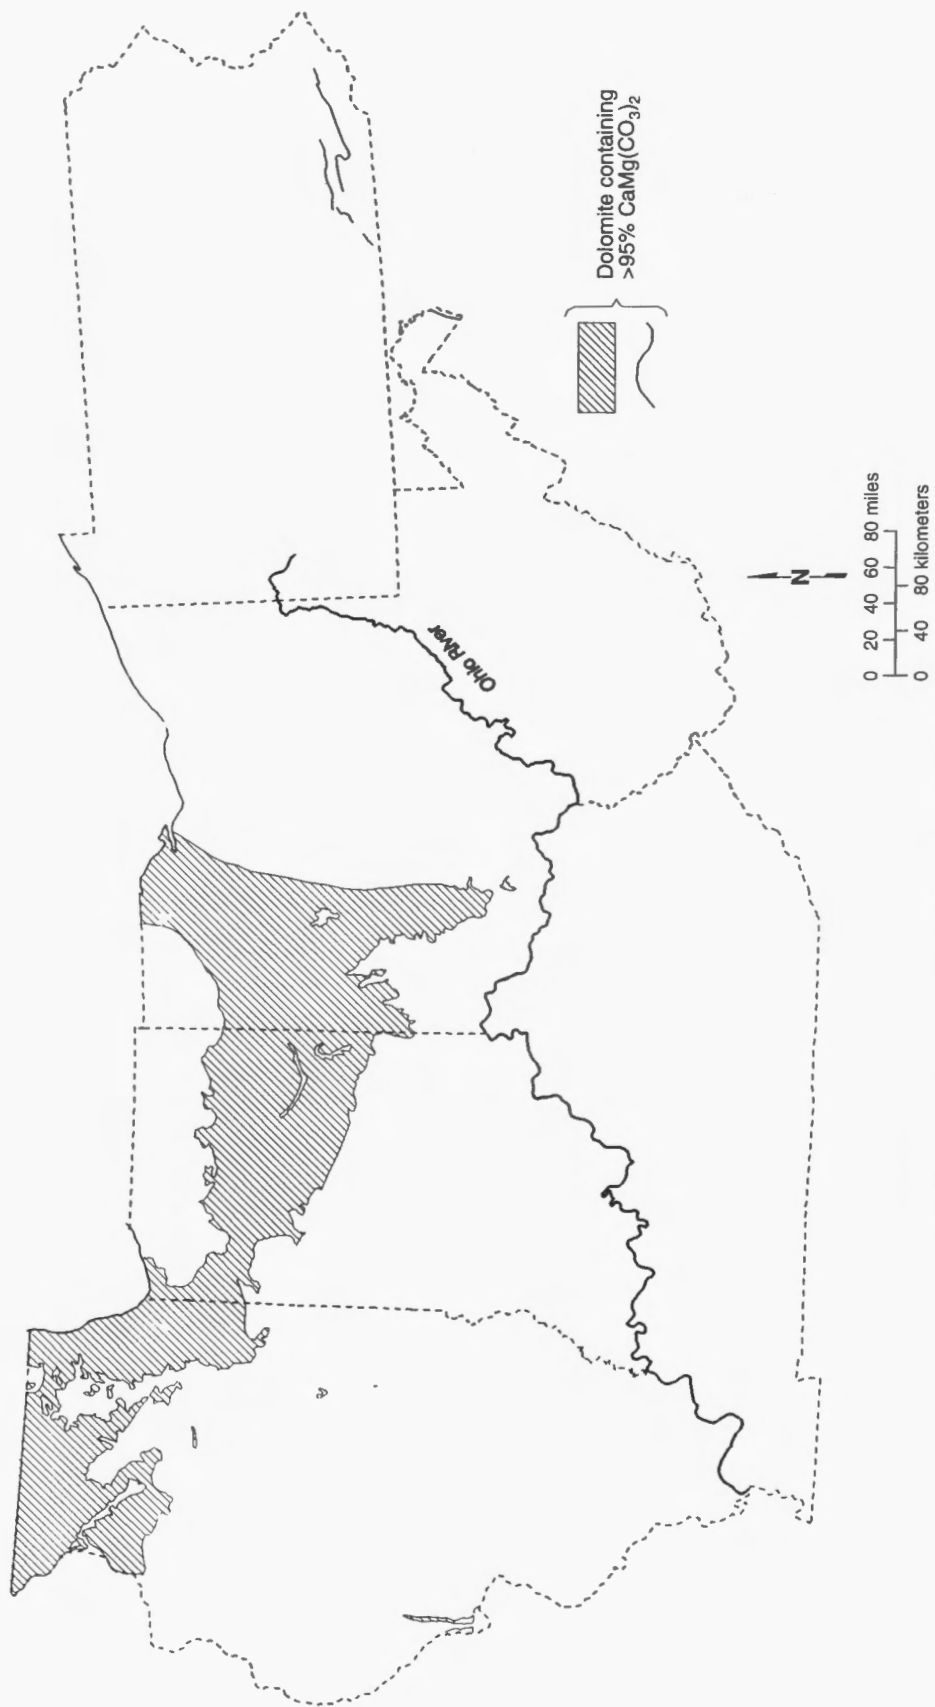 Ohio River
Dolomite containing
>95% CaMg(CO₃)₂
N
0 20 40 60 80 miles
0 40 80 kilometers